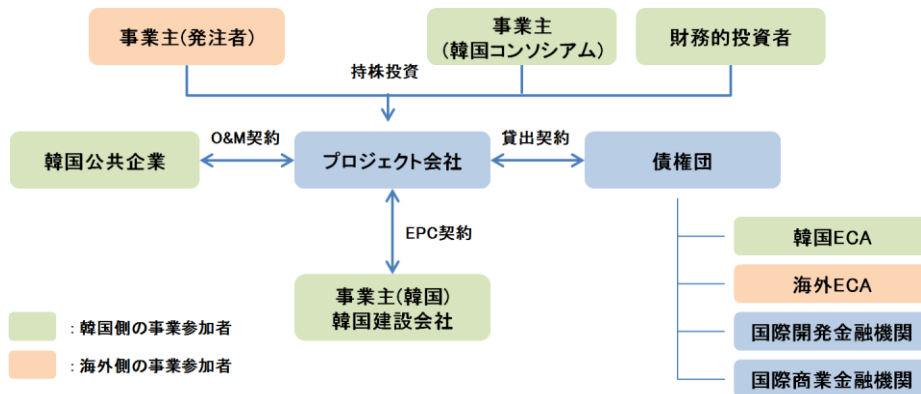 事業主(発注者)
事業主
(韓国コンソシアム)
財務的投資者
持株投資
韓国公共企業
O&M契約
プロジェクト会社
貸出契約
債権団
EPC契約
事業主(韓国)
韓国建設会社
韓国ECA
海外ECA
国際開発金融機関
国際商業金融機関
: 韓国側の事業参加者
: 海外側の事業参加者